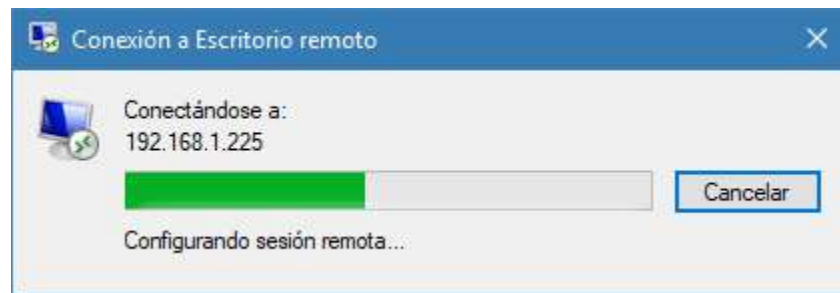 Conexión a Escritorio remoto
Conectándose a:
192.168.1.225
Cancelar
Configurando sesión remota...